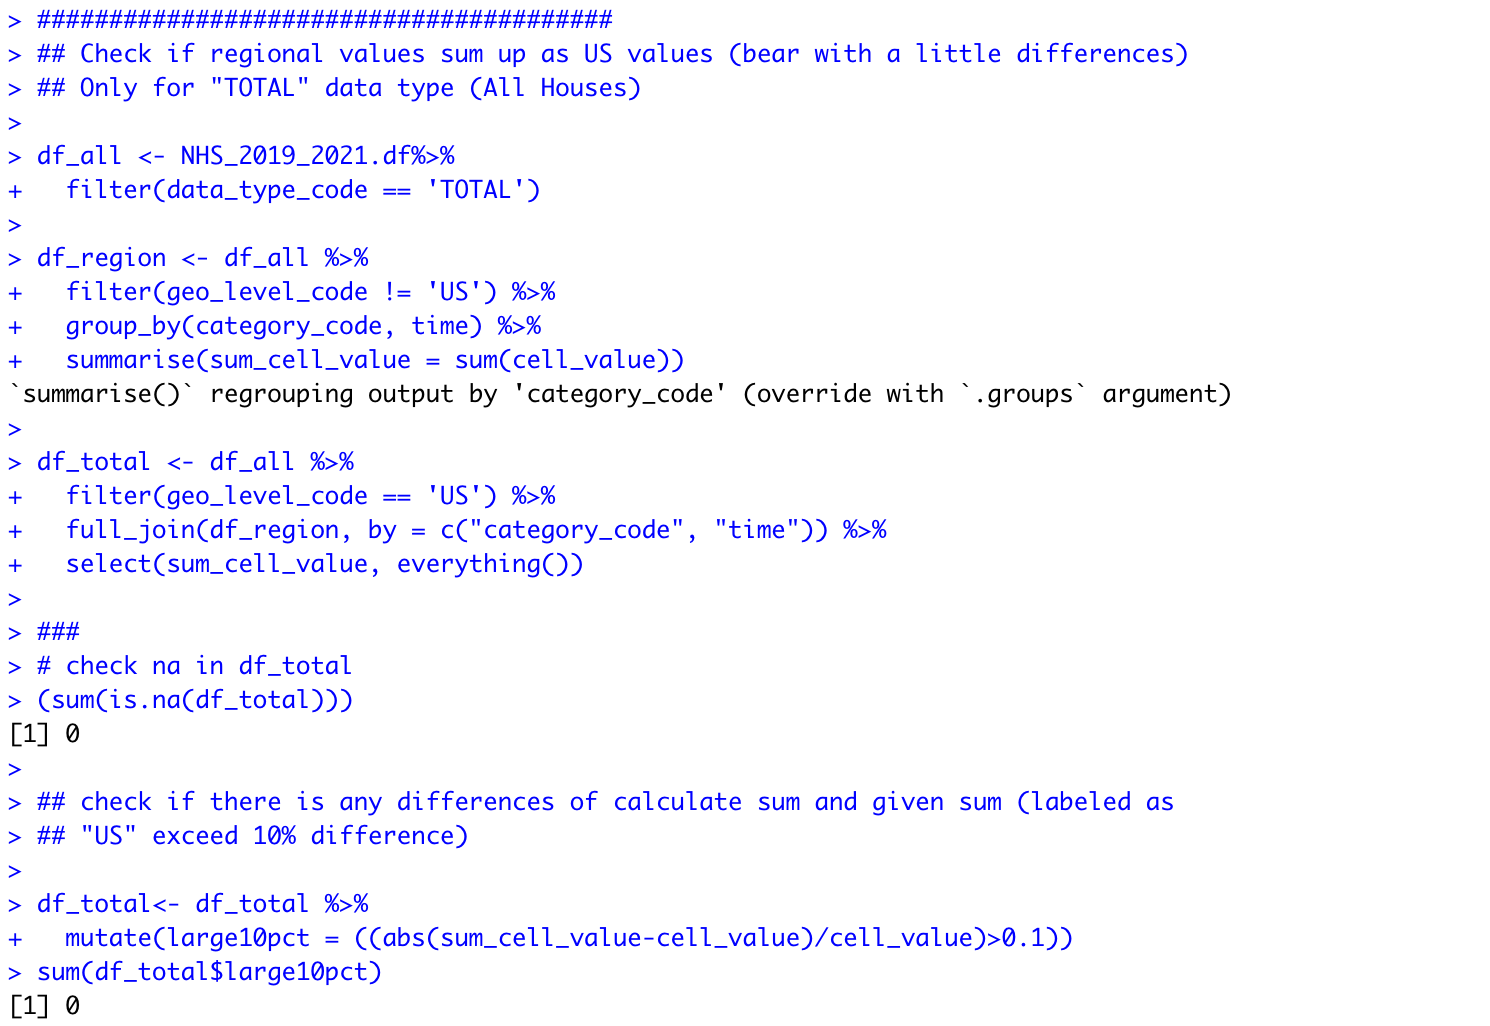 > ########################################
> ## Check if regional values sum up as US values (bear with a little differences)
> ## Only for "TOTAL" data type (All Houses)
>
> df_all <- NHS_2019_2021.df%>%
+   filter(data_type_code == 'TOTAL')
>
> df_region <- df_all %>%
+   filter(geo_level_code != 'US') %>%
+   group_by(category_code, time) %>%
+   summarise(sum_cell_value = sum(cell_value))
`summarise()` regrouping output by 'category_code' (override with `.groups` argument)
>
> df_total <- df_all %>%
+   filter(geo_level_code == 'US') %>%
+   full_join(df_region, by = c("category_code", "time")) %>%
+   select(sum_cell_value, everything())
>
> ###
> # check na in df_total
> (sum(is.na(df_total)))
[1] 0
>
> ## check if there is any differences of calculate sum and given sum (labeled as
> ## "US" exceed 10% difference)
>
> df_total<- df_total %>%
+   mutate(large10pct = ((abs(sum_cell_value-cell_value)/cell_value)>0.1))
> sum(df_total$large10pct)
[1] 0